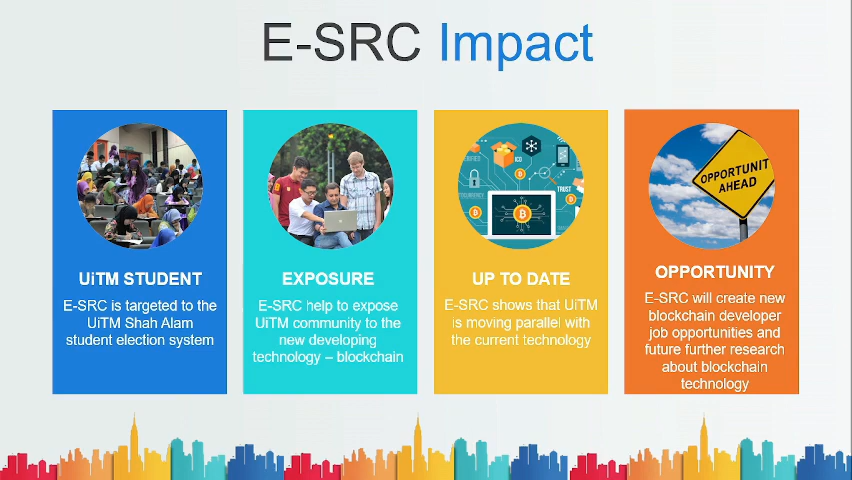 E-SRC Impact
UiTM STUDENT
E-SRC is targeted to the
UiTM Shah Alam
student election system
EXPOSURE
E-SRC help to expose
UiTM community to the
new developing
technology – blockchain
ICO
TRUST
UP TO DATE
E-SRC shows that UiTM
is moving parallel with
the current technology
OPPORTUNIT
AHEAD
OPPORTUNITY
E-SRC will create new
blockchain developer
job opportunities and
future further research
about blockchain
technology